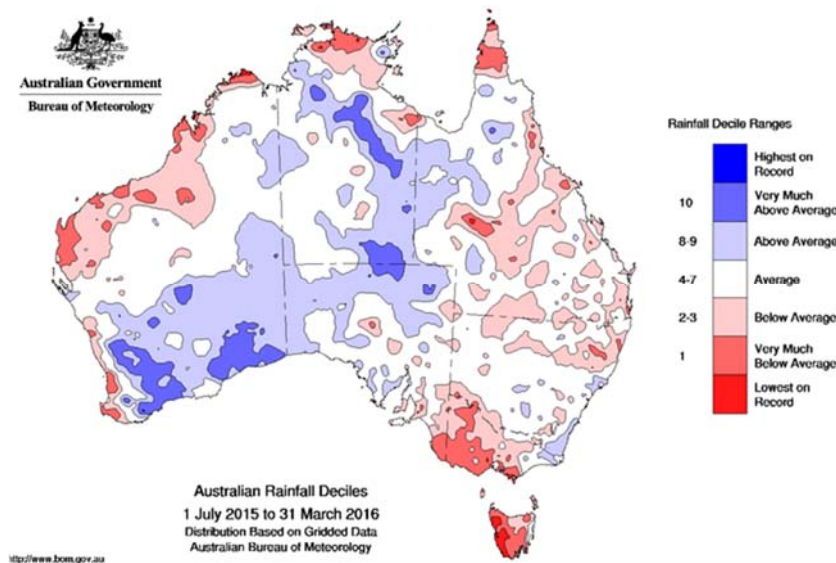 Australian Government
Bureau of Meteorology
Rainfall Decile Ranges
Highest on
Record
10
Very Much
Above Average
8-9
Above Average
4-7
Average
2-3
Below Average
1
Very Much
Below Average
Lowest on
Record
Australian Rainfall Deciles
1 July 2015 to 31 March 2016
Distribution Based on Gridded Data
Australian Bureau of Meteorology
http://www.bom.gov.au